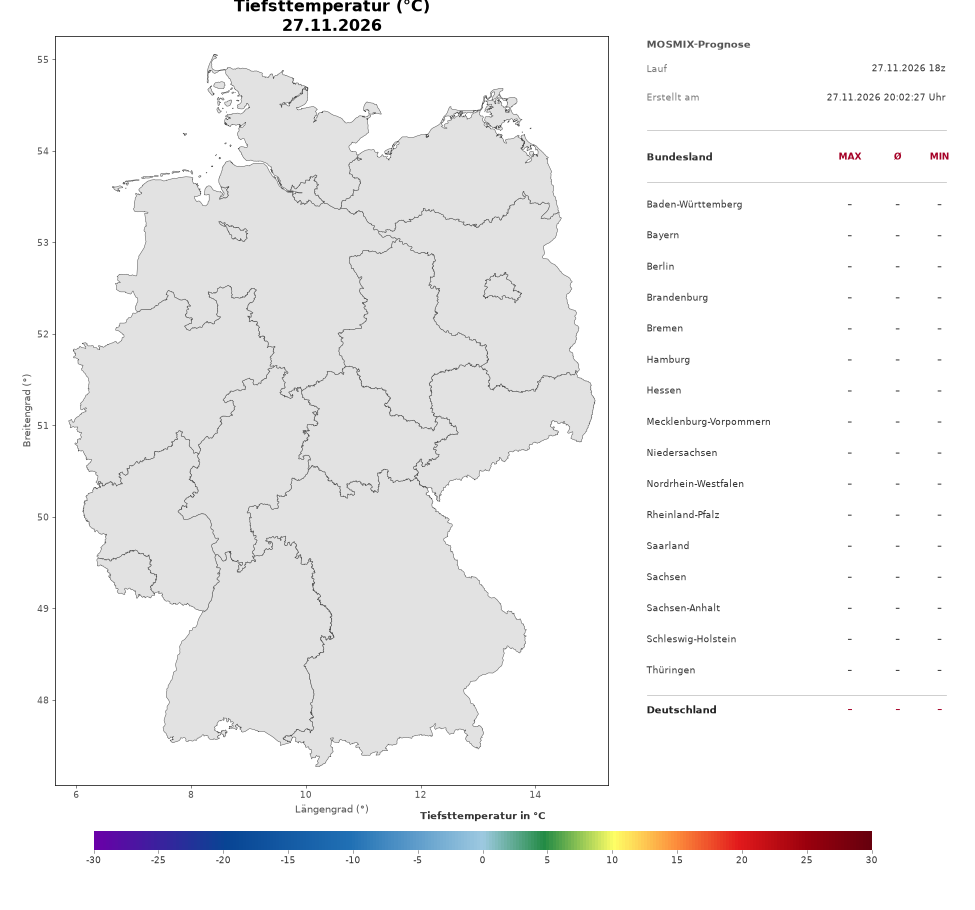 Tiefsttemperatur (°C)
27.11.2026
MOSMIX-Prognose
Lauf 27.11.2026 18z
Erstellt am 27.11.2026 20:02:27 Uhr
Bundesland MAX Ø MIN
Baden-Württemberg - - -
Bayern - - -
Berlin - - -
Brandenburg - - -
Bremen - - -
Hamburg - - -
Hessen - - -
Mecklenburg-Vorpommern - - -
Niedersachsen - - -
Nordrhein-Westfalen - - -
Rheinland-Pfalz - - -
Saarland - - -
Sachsen - - -
Sachsen-Anhalt - - -
Schleswig-Holstein - - -
Thüringen - - -
Deutschland - - -
Breitengrad (°)
55
54
53
52
51
50
49
48
6 8 10 12 14
Längengrad (°)
Tiefsttemperatur in °C
-30 -25 -20 -15 -10 -5 0 5 10 15 20 25 30